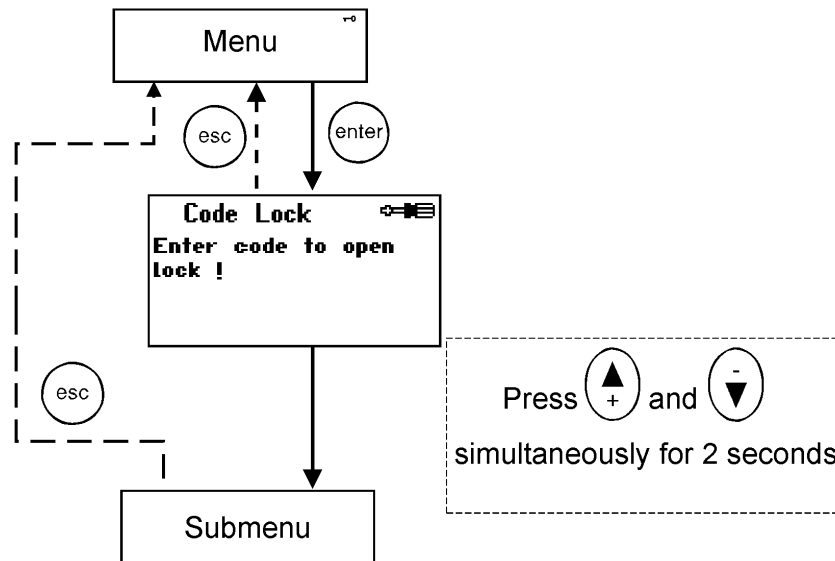 Menu
esc
enter
Code Lock
Enter code to open
lock !
esc
Press + and -
simultaneously for 2 seconds
Submenu